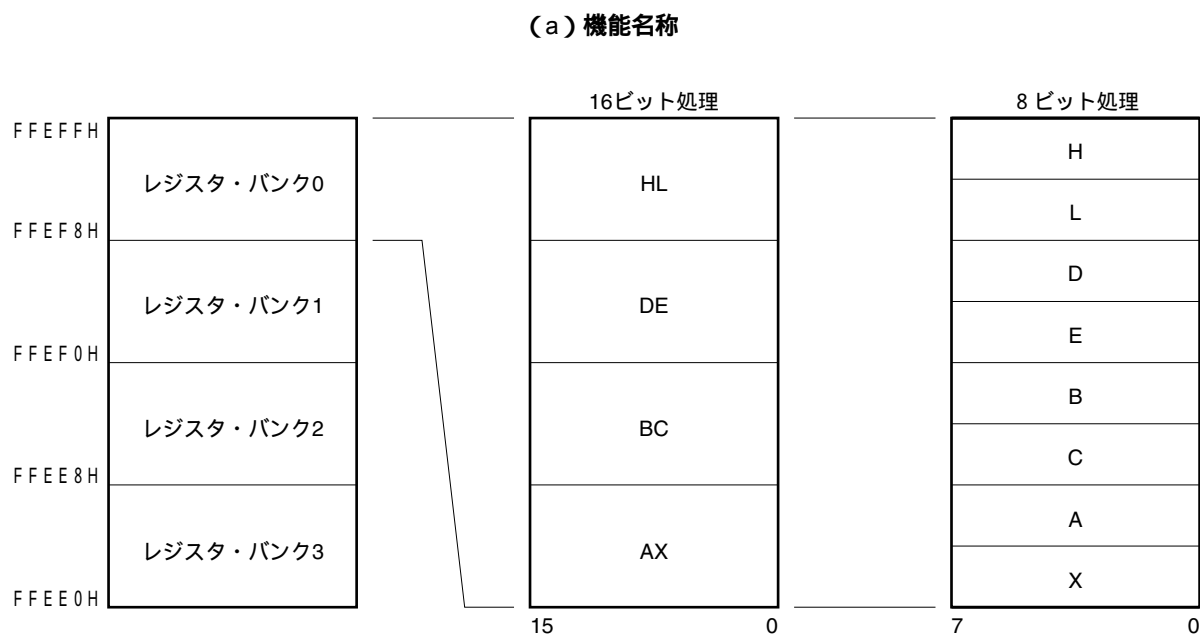 （a）機能名称
16ビット処理
8 ビット処理
FFEFFH
レジスタ・バンク0
HL
H
L
FFEF8H
レジスタ・バンク1
DE
D
E
FFEF0H
レジスタ・バンク2
BC
B
C
FFEE8H
レジスタ・バンク3
AX
A
X
FFEE0H
15 0
7 0